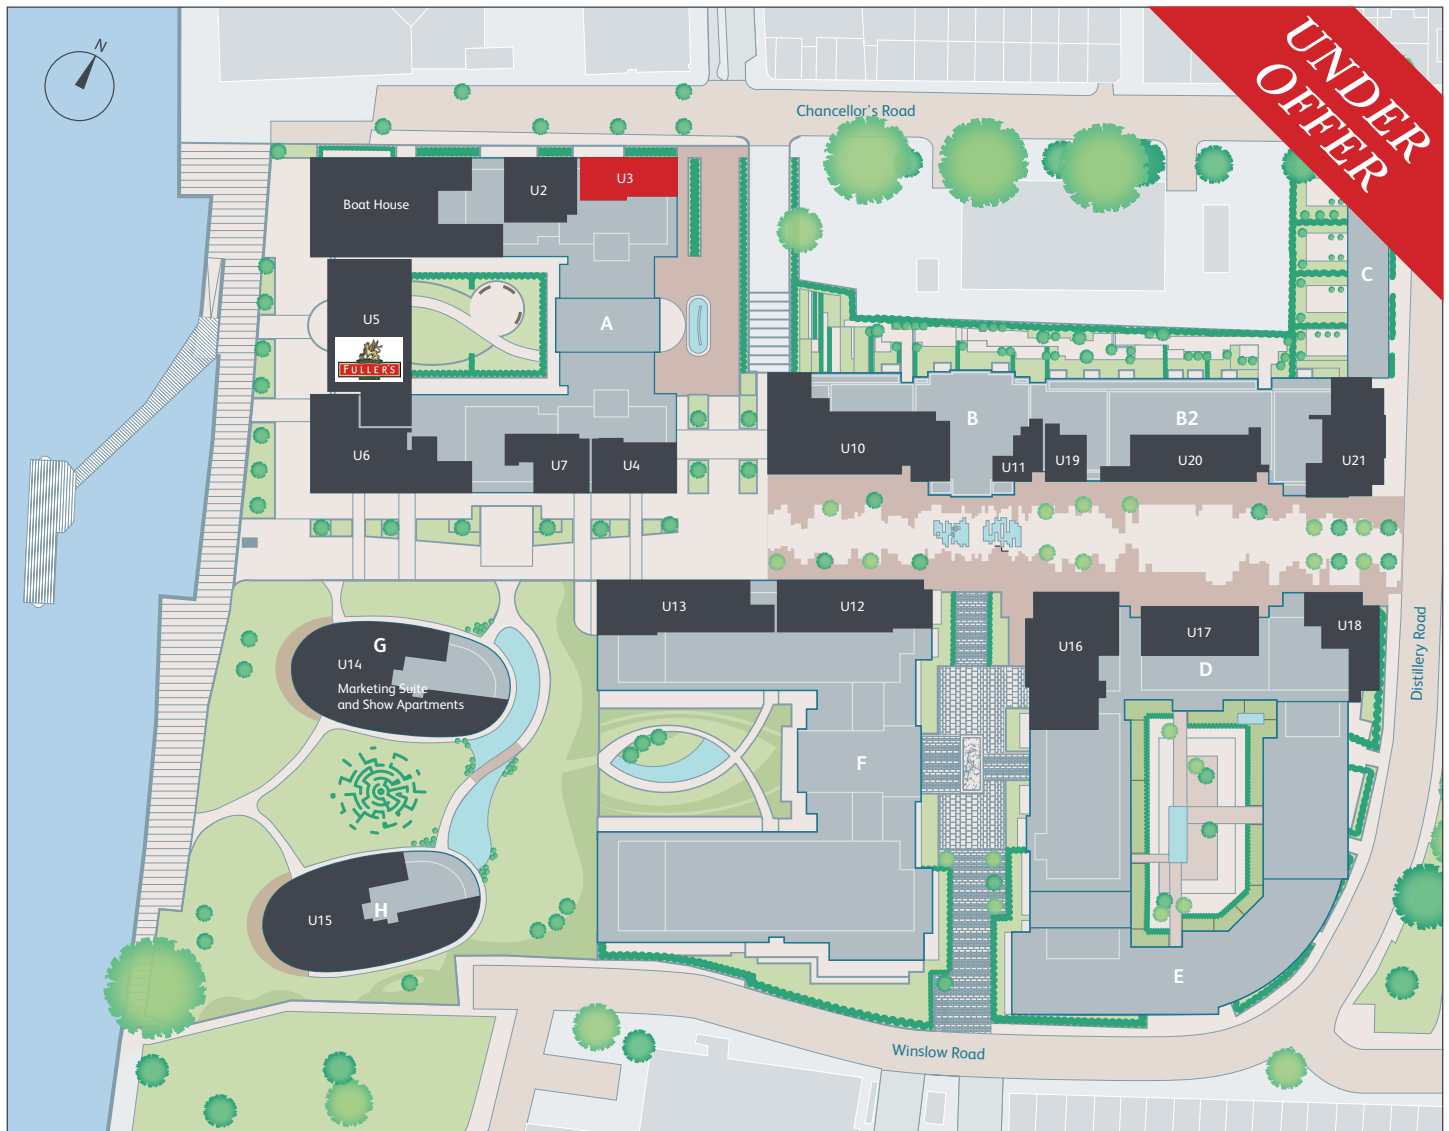 N
UNDER
OFFER
Chancellor's Road
Boat House
U2
U3
C
U5
FULLER'S
A
U6
U7
U4
U10
B
U11
U19
B2
U20
U21
U13
U12
U16
U17
U18
D
Distillery Road
G
U14
Marketing Suite
and Show Apartments
F
U15
H
E
Winslow Road